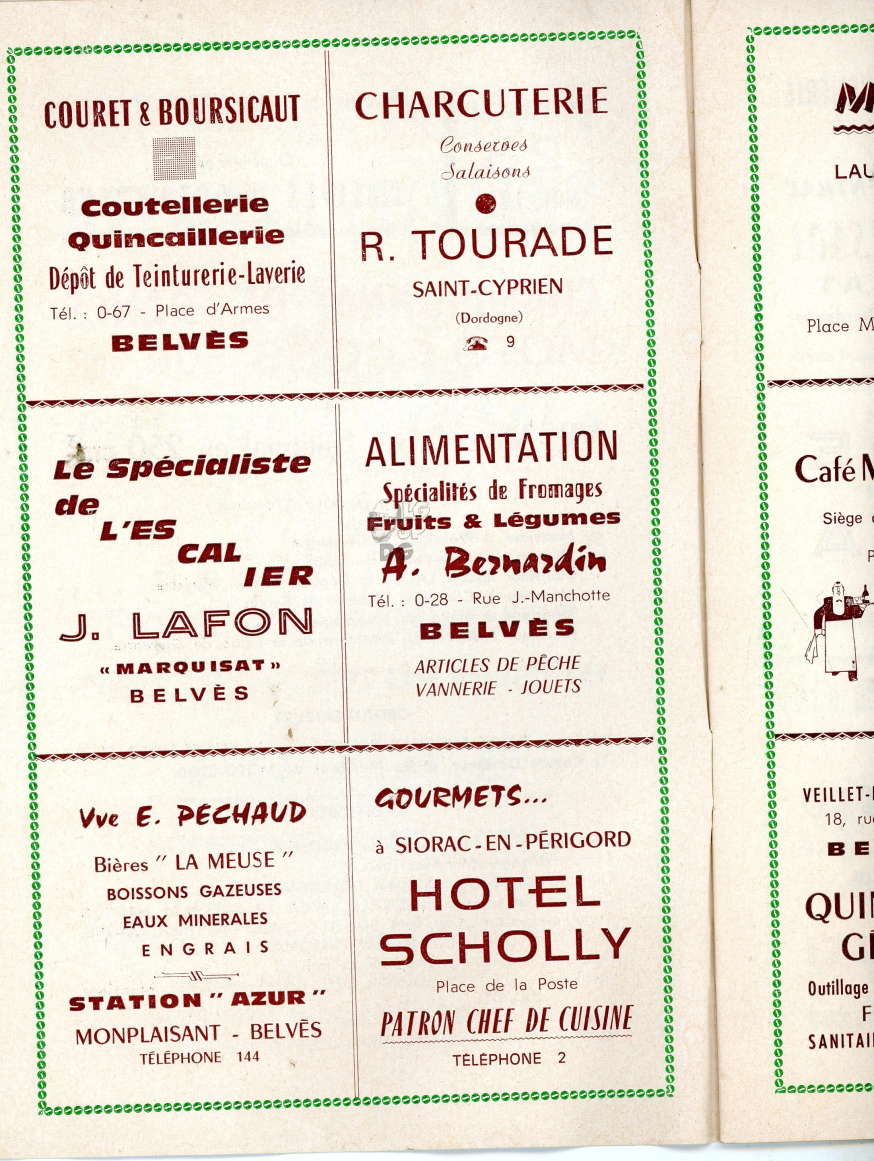 COURET & BOURSICAUT
Coutellerie
Quincaillerie
Dépôt de Teinturerie-Laverie
Tél. : 0-67 - Place d'Armes
BELVÈS
CHARCUTERIE
Conserves
Salaisons
R. TOURADE
SAINT-CYPRIEN
(Dordogne)
9
Le Spécialiste
de
L'ES
CAL
IER
J. LAFON
« MARQUISAT »
BELVÈS
ALIMENTATION
Spécialités de Fromages
Fruits & Légumes
A. Bernardin
Tél. : 0-28 - Rue J.-Manchotte
BELVÈS
ARTICLES DE PÊCHE
VANNERIE - JOUETS
Vve E. PECHAUD
Bières " LA MEUSE "
BOISSONS GAZEUSES
EAUX MINERALES
ENGRAIS
STATION " AZUR "
MONPLAISANT - BELVÈS
TÉLÉPHONE 144
GOURMETS...
à SIORAC-EN-PÉRIGORD
HOTEL
SCHOLLY
Place de la Poste
PATRON CHEF DE CUISINE
TÉLÉPHONE 2
M
LAU
Place M
Café M
Siège
P
VEILLET-
18, rue
BE
QUIN
GÉ
Outillage
F
SANITAI